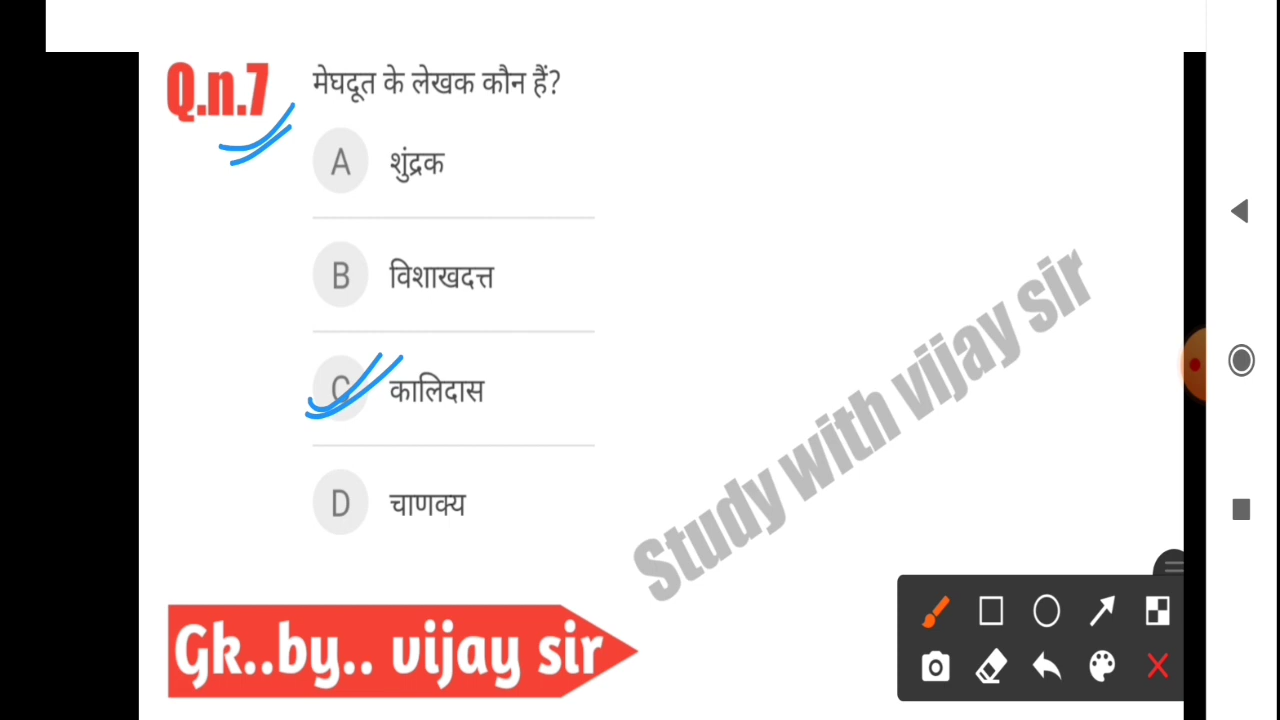 Q.n.7
मेघदूत के लेखक कौन हैं?
A शुंद्रक
B विशाखदत्त
C कालिदास
D चाणक्य
Study with vijay sir
Gk..by.. vijay sir